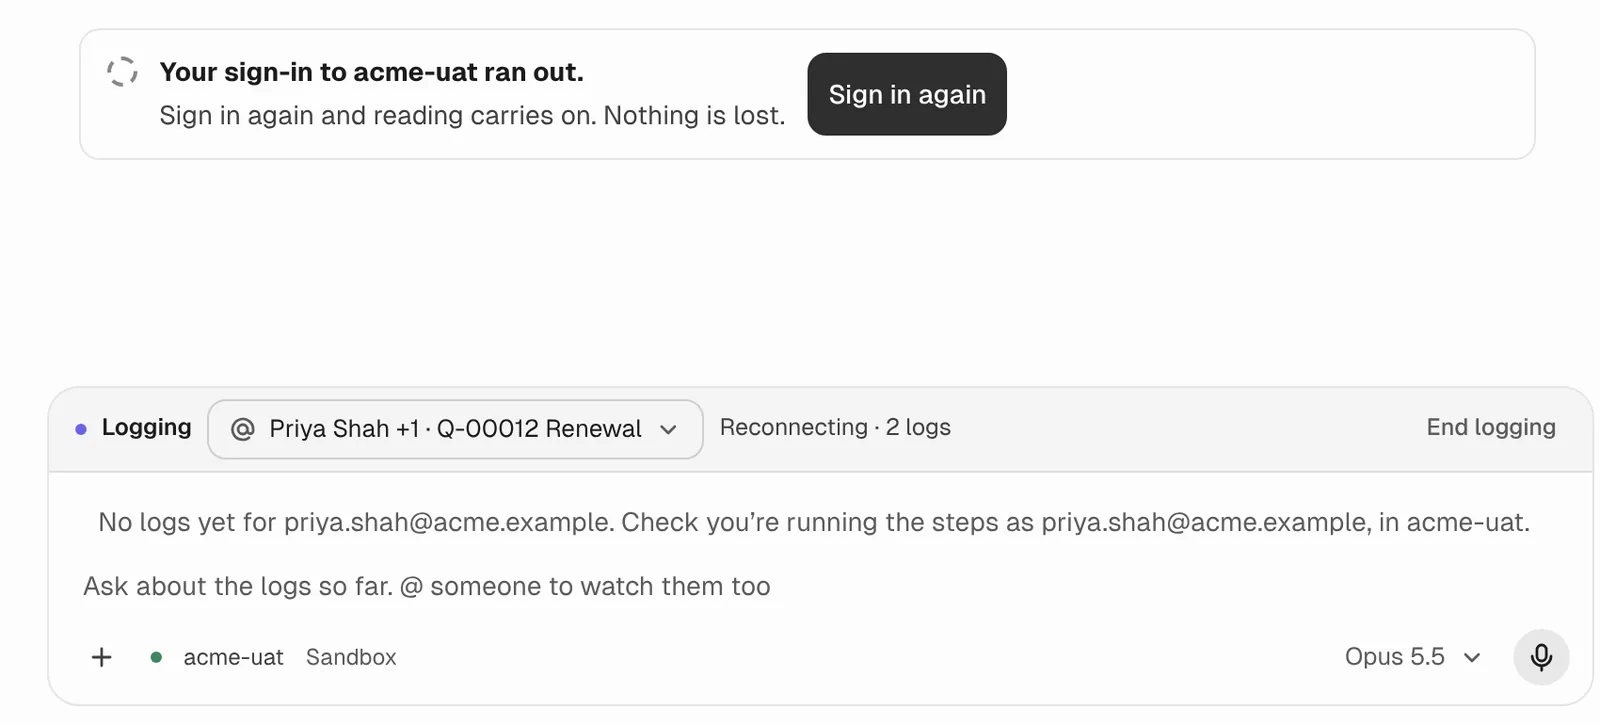 Your sign-in to acme-uat ran out.
Sign in again and reading carries on. Nothing is lost.
Sign in again
Logging
@ Priya Shah +1 · Q-00012 Renewal
Reconnecting · 2 logs
End logging
No logs yet for priya.shah@acme.example. Check you’re running the steps as priya.shah@acme.example, in acme-uat.
Ask about the logs so far. @ someone to watch them too
acme-uat Sandbox
Opus 5.5